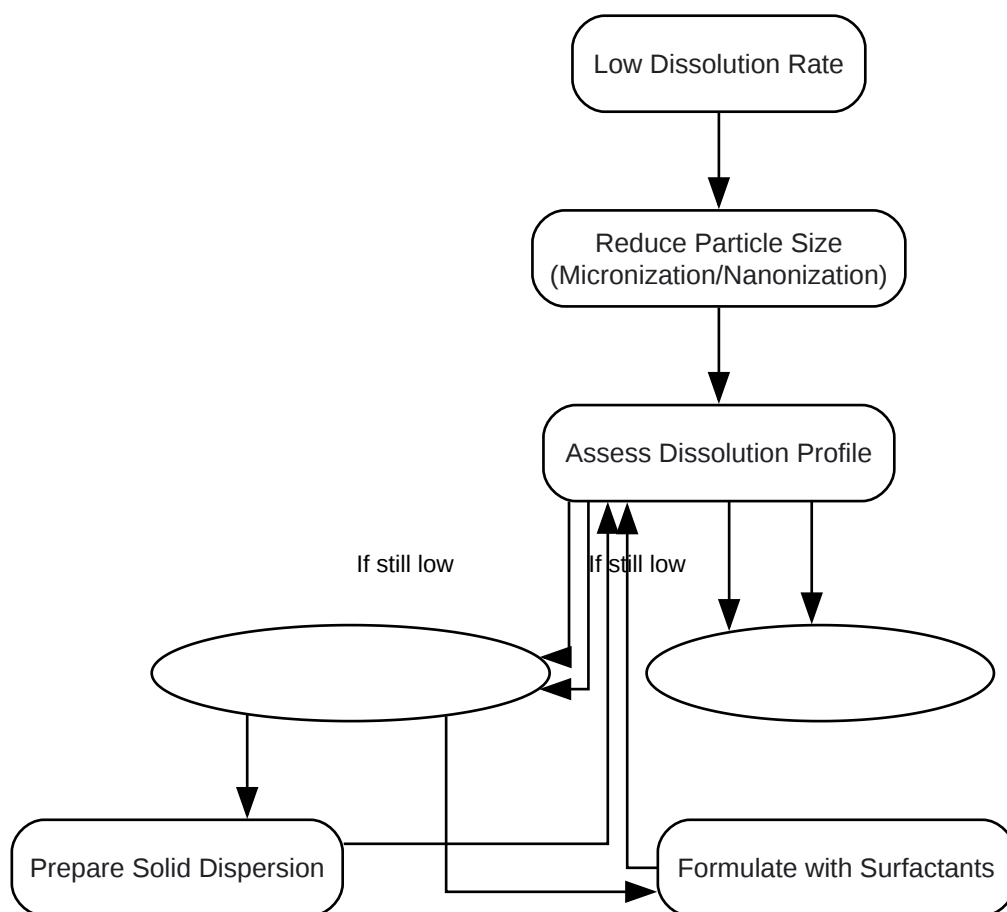 Low Dissolution Rate
Reduce Particle Size
(Micronization/Nanonization)
Assess Dissolution Profile
If still low
If still low
Prepare Solid Dispersion
Formulate with Surfactants